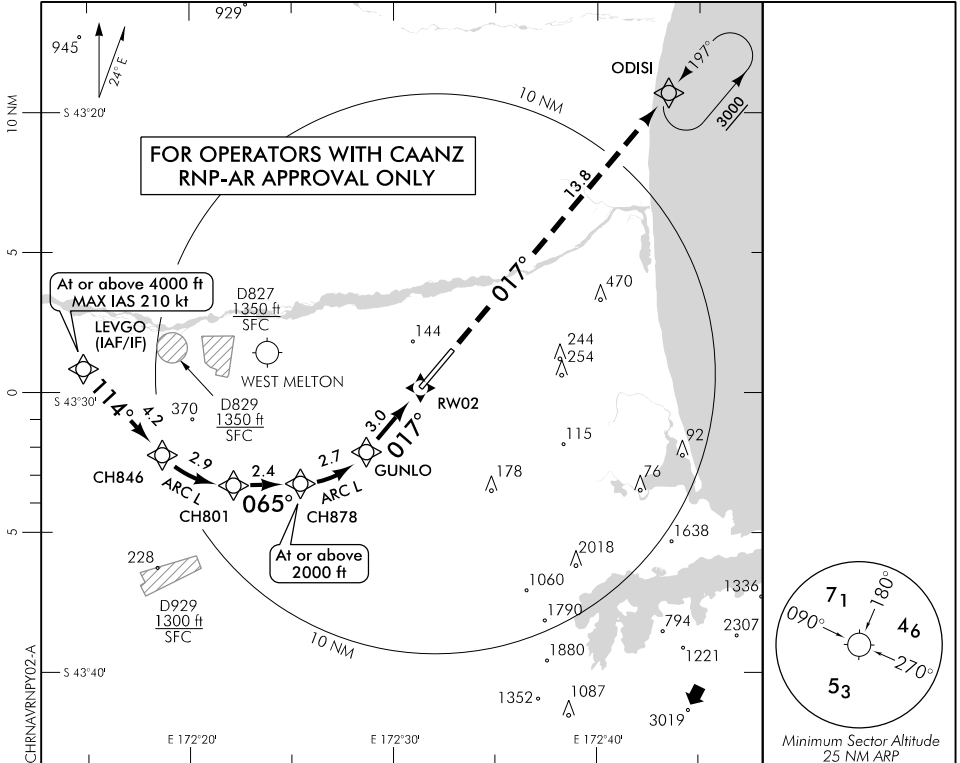 929
945
24° E
ODISI
197°
3000
10 NM
S 43°20'
10 NM
FOR OPERATORS WITH CAANZ
RNP-AR APPROVAL ONLY
13.8
017°
5
At or above 4000 ft
MAX IAS 210 kt
LEVGO
(IAF/IF)
D827
1350 ft
SFC
470
144
244
254
WEST MELTON
0
S 43°30'
114°
4.2
370
D829
1350 ft
SFC
RW02
3.0
017°
115
92
CH846
2.9
ARC L
CH801
2.4
065°
2.7
ARC L
GUNLO
CH878
178
76
5
At or above
2000 ft
1638
228
D929
1300 ft
SFC
2018
1060
1336
1790
794
2307
10 NM
1880
1221
S 43°40'
1352
1087
3019
CHRNAVRNPY02-A
E 172°20'
E 172°30'
E 172°40'
71
180°
090°
46
270°
53
Minimum Sector Altitude
25 NM ARP